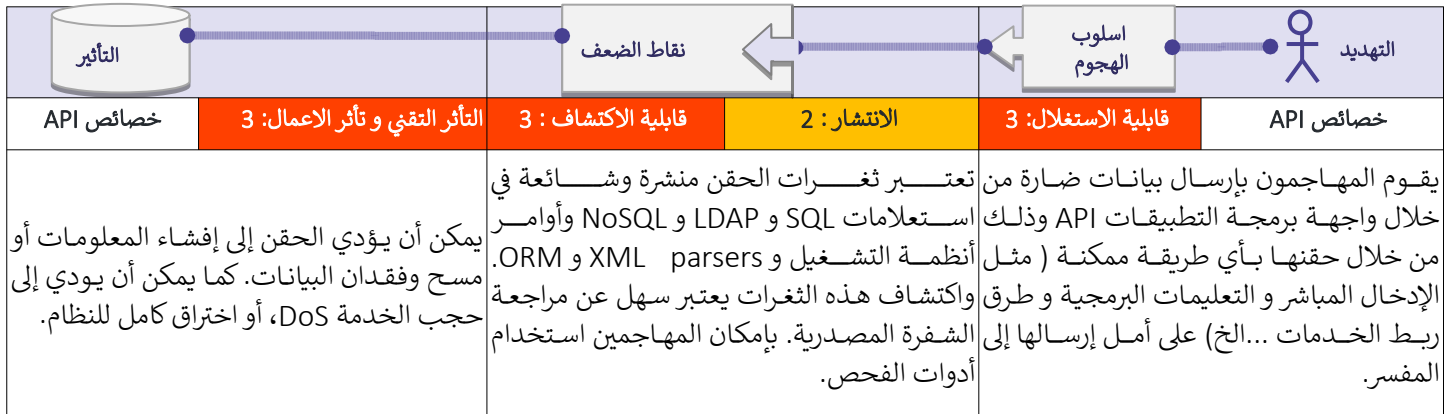 التهديد
اسلوب
الهجوم
نقاط الضعف
التأثير
خصائص API
قابلية الاستغلال: 3
الانتشار : 2
قابلية الاكتشاف : 3
التأثر التقني و تأثر الاعمال: 3
خصائص API
يقوم المهاجمون بإرسال بيانات ضارة من
خلال واجهة برمجة التطبيقات API وذلك
من خلال حقنها بأي طريقة ممكنة ( مثل
الإدخال المباشر و التعليمات البرمجية و طرق
ربط الخدمات ...الخ) على أمل إرسالها إلى
المفسر.
تعتبر ثغرات الحقن منشرة وشائعة في
استعلامات SQL و LDAP و NoSQL وأوامر
أنظمة التشغيل و XML parsers و ORM.
واكتشاف هذه الثغرات يعتبر سهل عن مراجعة
الشفرة المصدرية. بإمكان المهاجمين استخدام
أدوات الفحص.
يمكن أن يؤدي الحقن إلى إفشاء المعلومات أو
مسح وفقدان البيانات. كما يمكن أن يودي إلى
حجب الخدمة DoS، أو اختراق كامل للنظام.